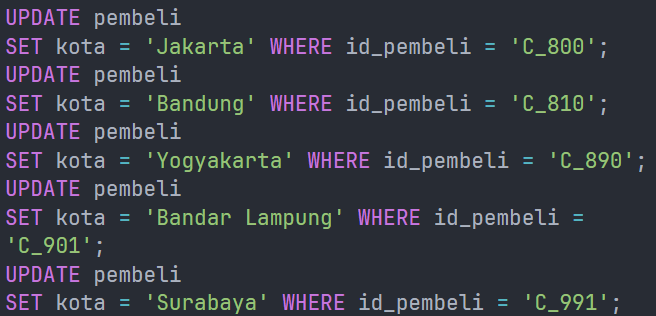 UPDATE pembeli
SET kota = 'Jakarta' WHERE id_pembeli = 'C_800';
UPDATE pembeli
SET kota = 'Bandung' WHERE id_pembeli = 'C_810';
UPDATE pembeli
SET kota = 'Yogyakarta' WHERE id_pembeli = 'C_890';
UPDATE pembeli
SET kota = 'Bandar Lampung' WHERE id_pembeli =
'C_901';
UPDATE pembeli
SET kota = 'Surabaya' WHERE id_pembeli = 'C_991';